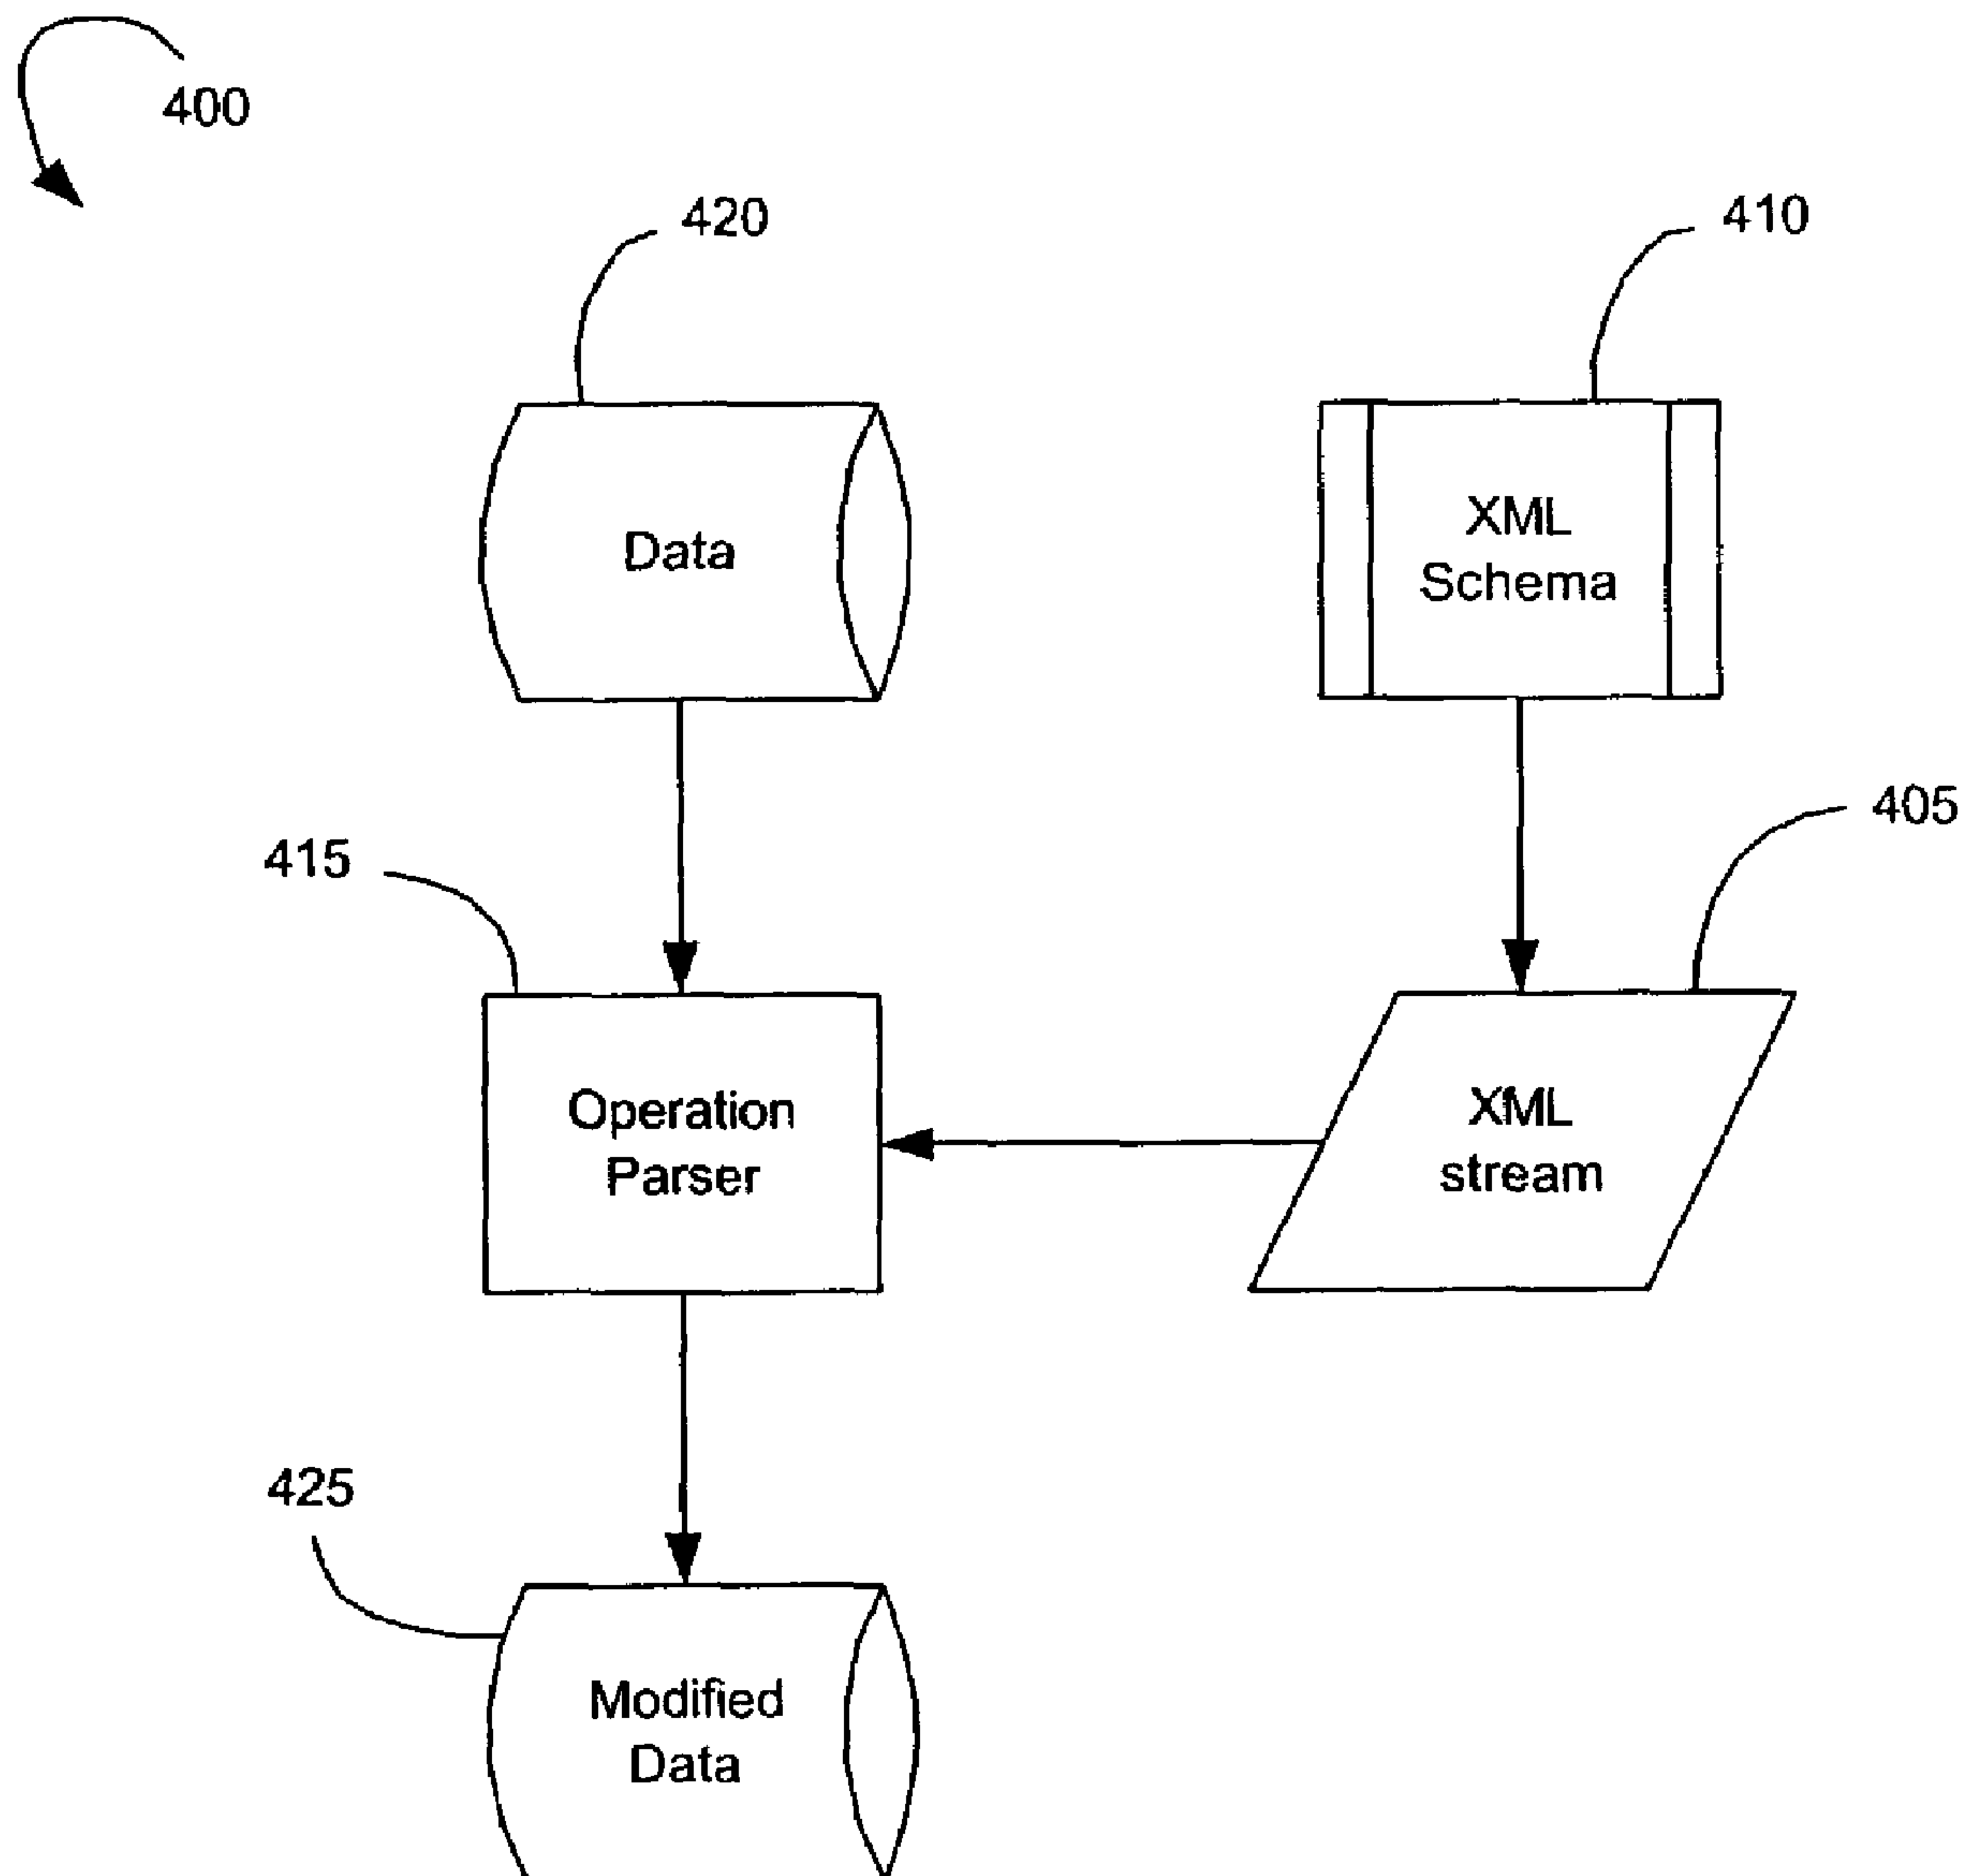 400
420
410
Data
XML
Schema
405
415
Operation
Parser
XML
stream
425
Modified
Data